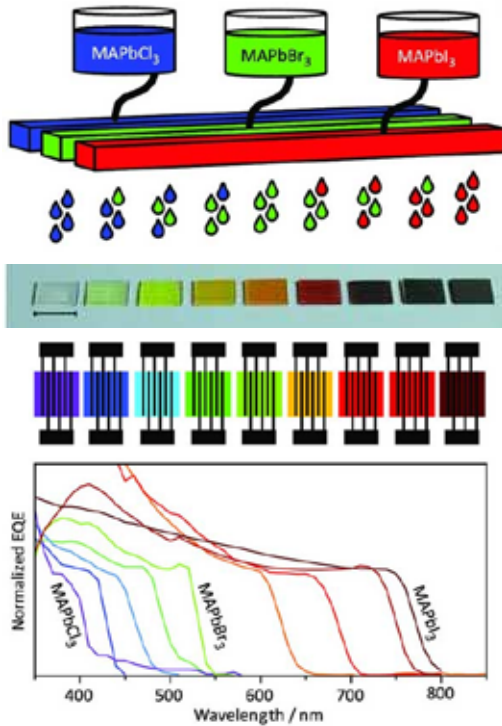 MAPbCl3 MAPbBr3 MAPbI3
Normalized EQE
MAPbCl3
MAPbBr3
MAPbI3
400 500 600 700 800
Wavelength / nm